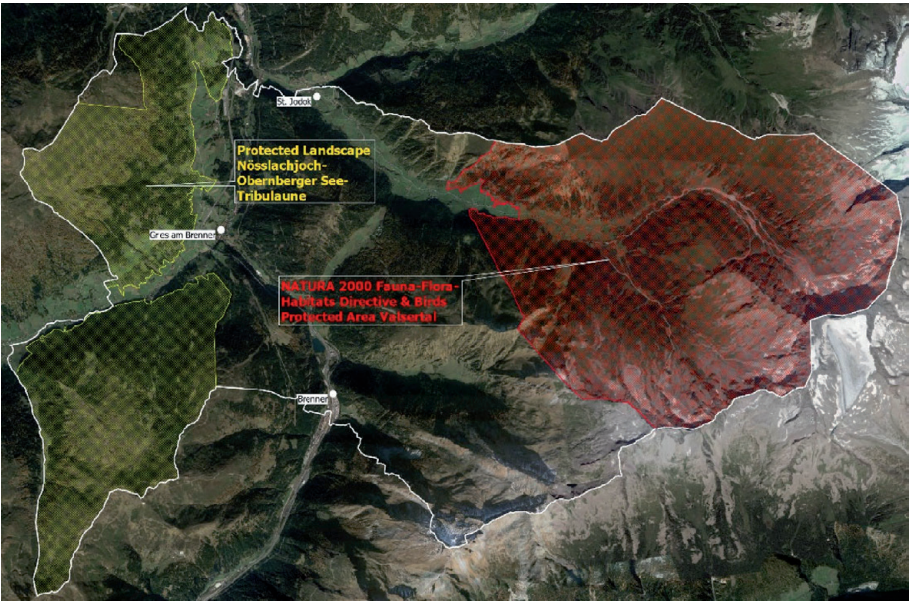 St. Jodok
Protected Landscape
Nösslachjoch-
Obernberger See-
Tribulaune
Gries am Brenner
NATURA 2000 Fauna-Flora-
Habitats Directive & Birds
Protected Area Valsertal
Brenner